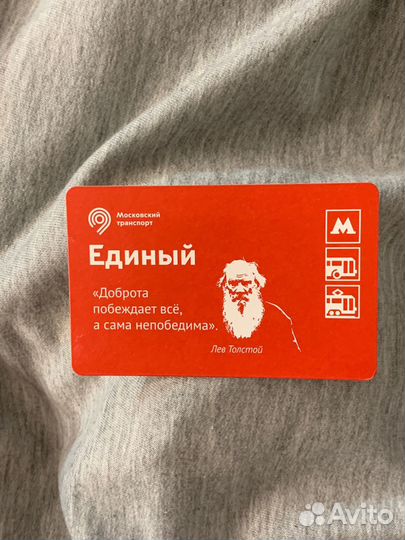 Московский
транспорт
Единый
«Доброта
побеждает всё,
а сама непобедима».
Лев Толстой
М
Avito